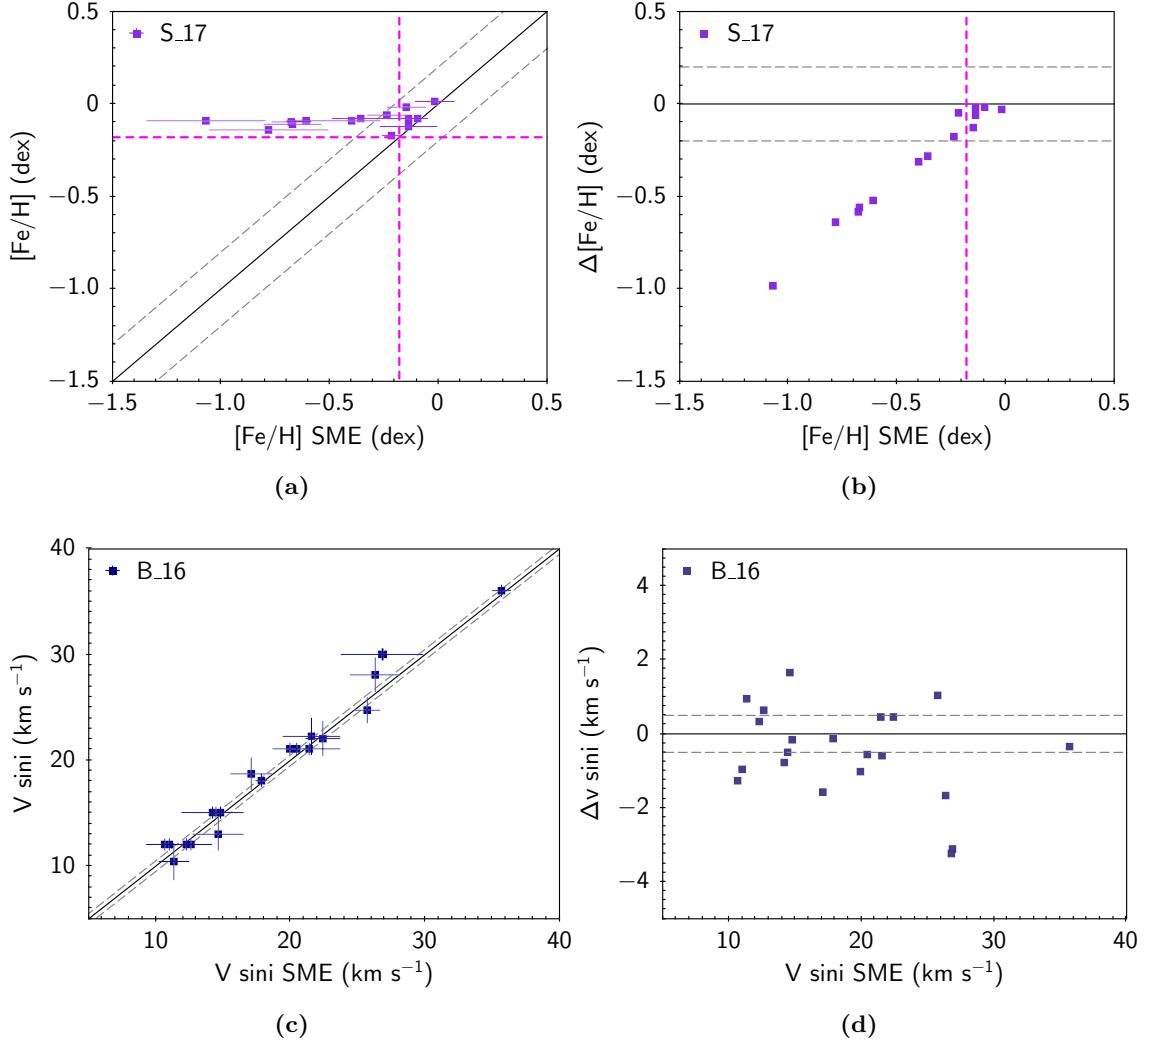 S_17
0.5
0
−0.5
−1.0
−1.5
[Fe/H] (dex)
−1.5 −1.0 −0.5 0 0.5
[Fe/H] SME (dex)
(a)
S_17
0.5
0
−0.5
−1.0
−1.5
Δ[Fe/H] (dex)
−1.5 −1.0 −0.5 0 0.5
[Fe/H] SME (dex)
(b)
B_16
40
30
20
10
V sini (km s⁻¹)
10 20 30 40
V sini SME (km s⁻¹)
(c)
B_16
4
2
0
−2
−4
Δv sini (km s⁻¹)
10 20 30 40
V sini SME (km s⁻¹)
(d)